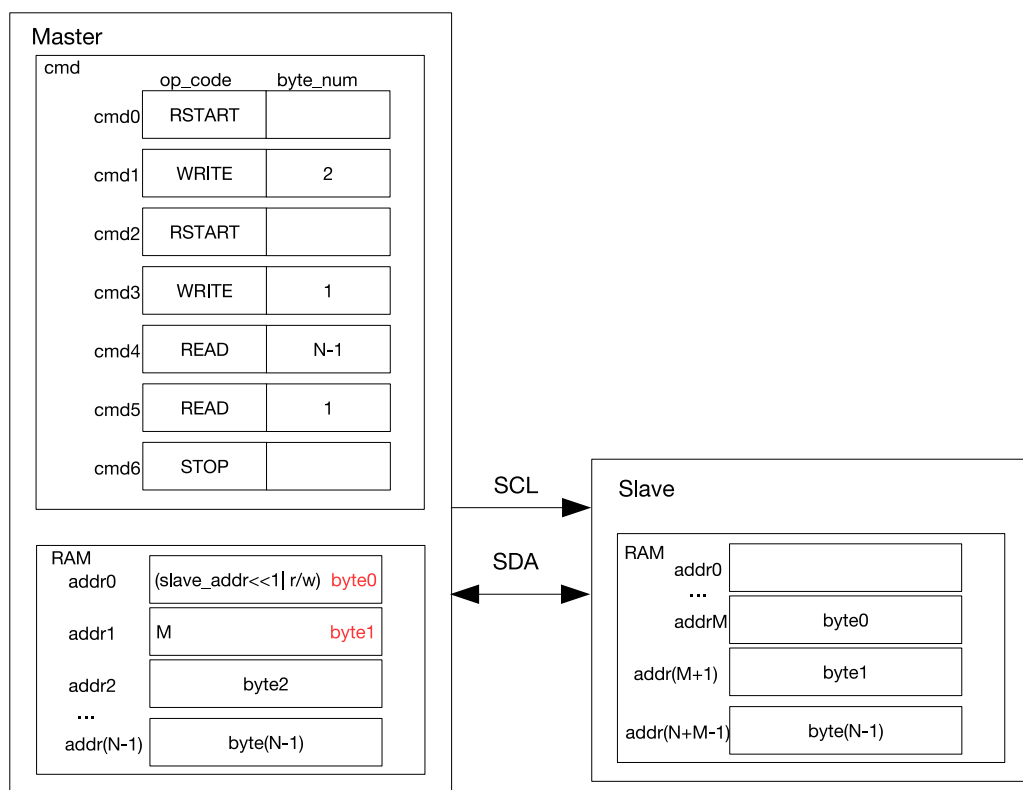 Master
cmd
op_code byte_num
cmd0 RSTART
cmd1 WRITE 2
cmd2 RSTART
cmd3 WRITE 1
cmd4 READ N-1
cmd5 READ 1
cmd6 STOP
RAM
addr0 (slave_addr<<1| r/w) byte0
addr1 M byte1
addr2 byte2
...
addr(N-1) byte(N-1)
SCL
SDA
Slave
RAM
addr0
...
addrM byte0
addr(M+1) byte1
addr(N+M-1) byte(N-1)